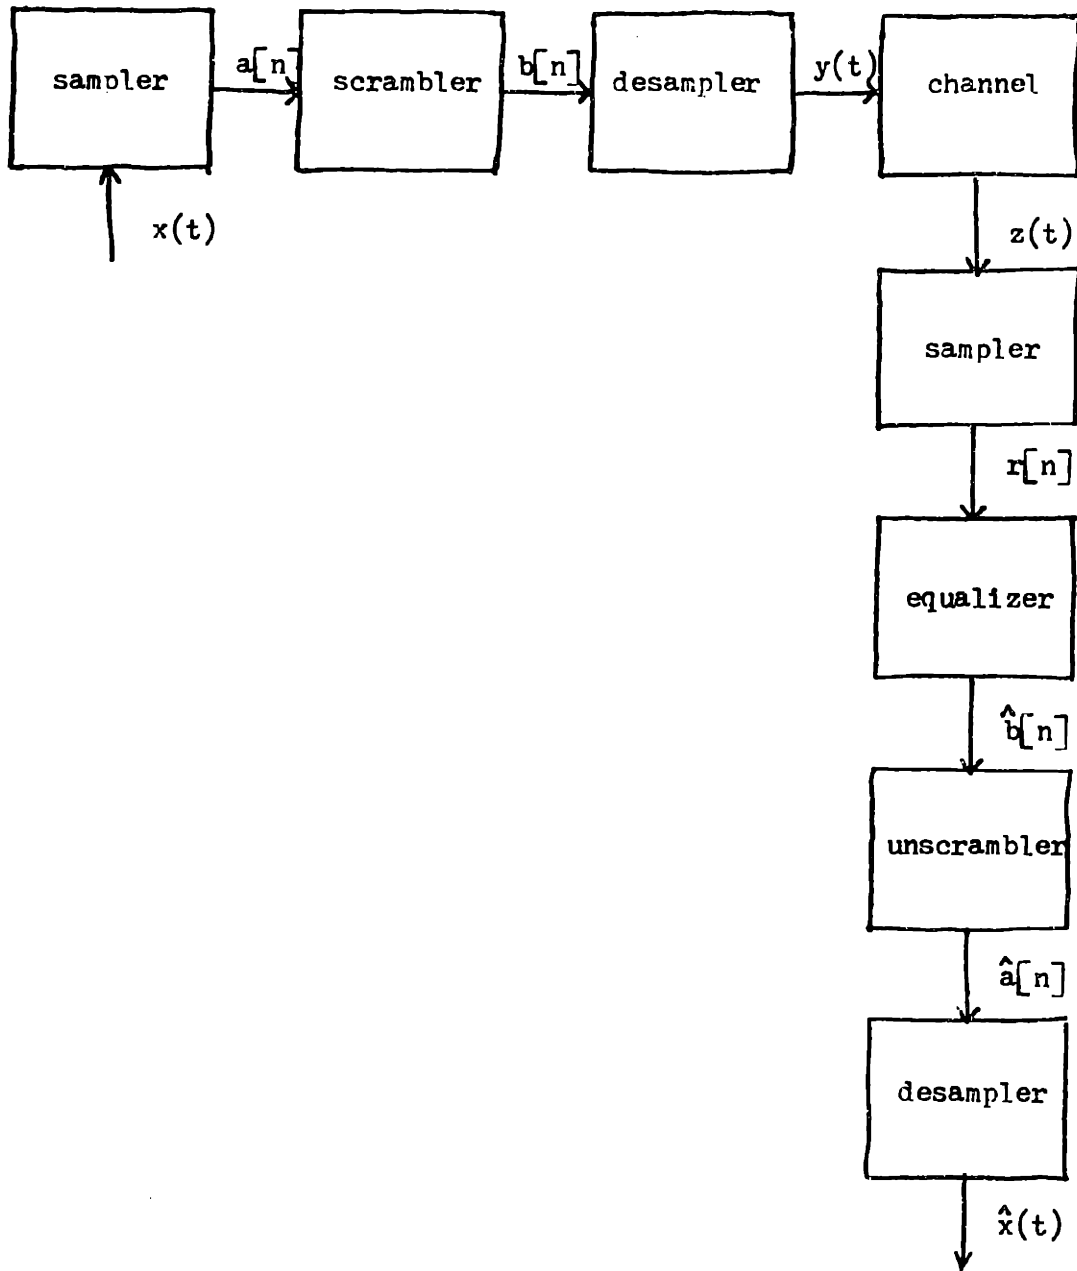 sampler
a[n]
scrambler
b[n]
desampler
y(t)
channel
x(t)
z(t)
sampler
r[n]
equalizer
b̂[n]
unscrambler
â[n]
desampler
x̂(t)